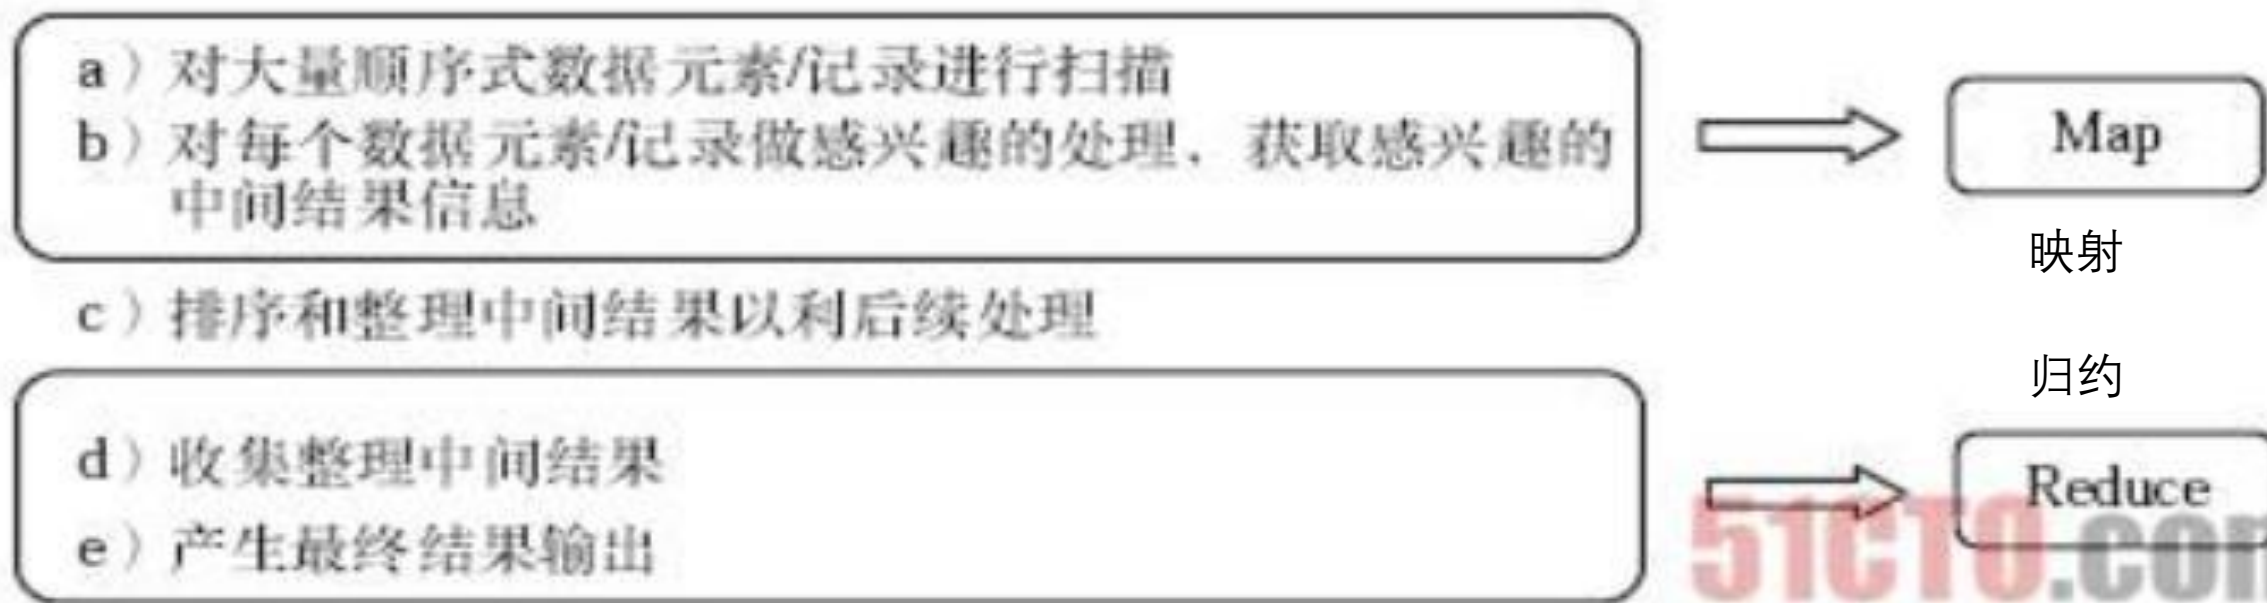 a）对大量顺序式数据元素/记录进行扫描
b）对每个数据元素/记录做感兴趣的处理、获取感兴趣的
中间结果信息
Map
映射
c）排序和整理中间结果以利后续处理
归约
d）收集整理中间结果
e）产生最终结果输出
Reduce
51CTO.com